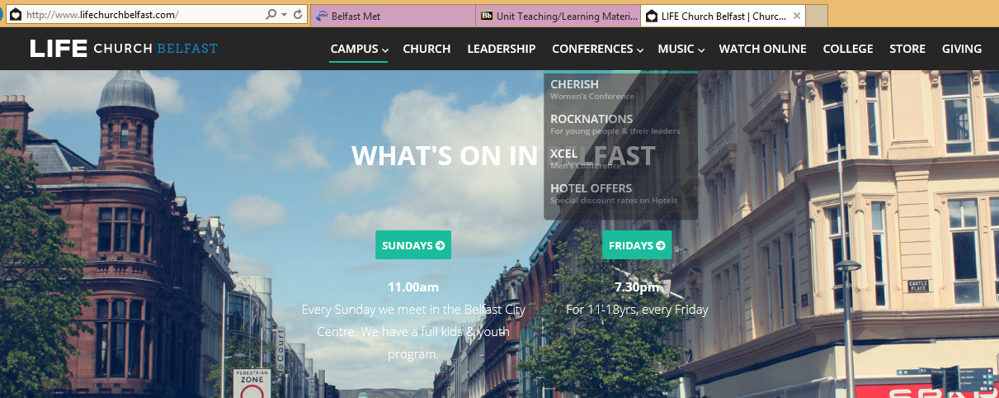 http://www.lifechurchbelfast.com/
Belfast Met
Bb Unit Teaching/Learning Materi...
LIFE Church Belfast | Churc...
LIFE CHURCH BELFAST
CAMPUS
CHURCH
LEADERSHIP
CONFERENCES
MUSIC
WATCH ONLINE
COLLEGE
STORE
GIVING
CHERISH
Women's Conference
ROCKNATIONS
For young people & their leaders
XCEL
Men's Conference
HOTEL OFFERS
Special discount rates on Hotels
WHAT'S ON IN BELFAST
SUNDAYS
11.00am
Every Sunday we meet in the Belfast City
Centre. We have a full kids & youth
program.
FRIDAYS
7.30pm
For 11-18yrs, every Friday
CASTLE
PLACE
PEDESTRIAN
ZONE